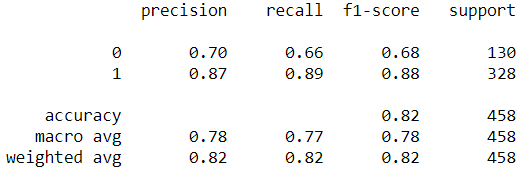 precision recall f1-score support
0 0.70 0.66 0.68 130
1 0.87 0.89 0.88 328
accuracy 0.82 458
macro avg 0.78 0.77 0.78 458
weighted avg 0.82 0.82 0.82 458